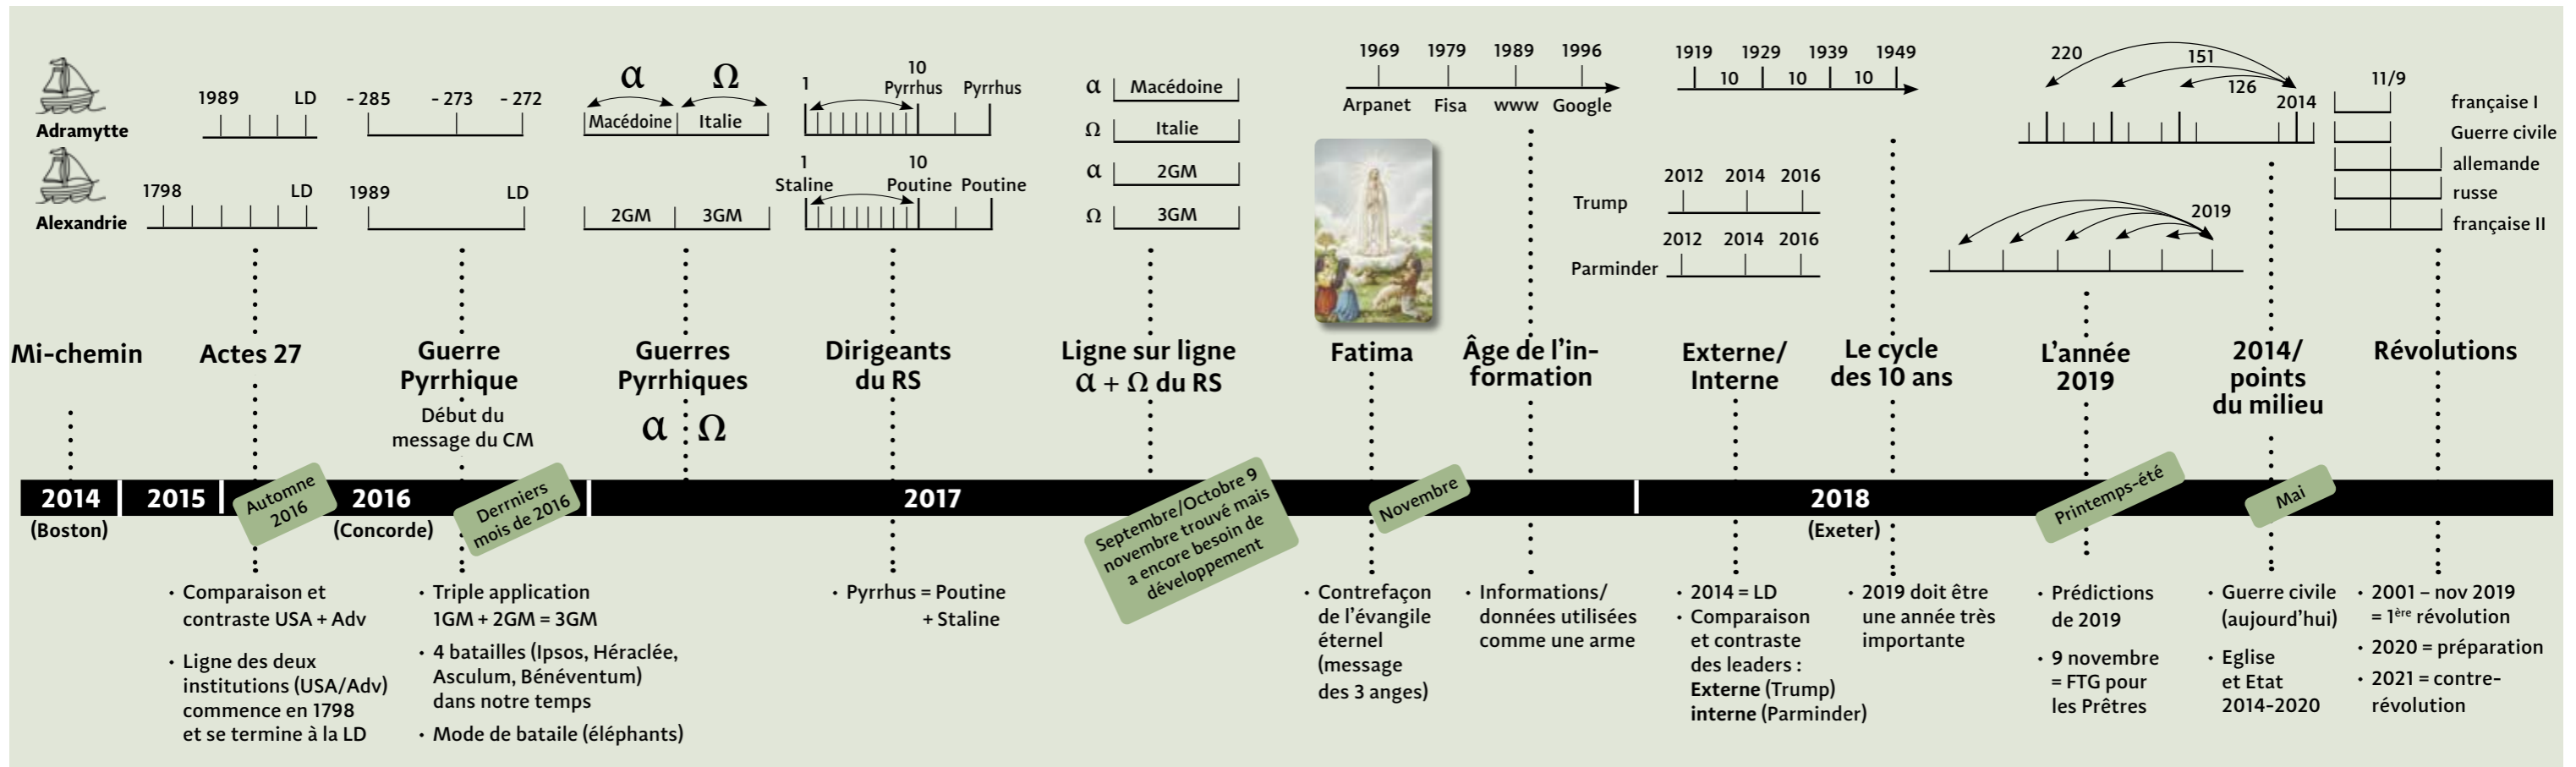 Adramytte
Alexandrie
1989 LD
1798 LD
- 285 - 273 - 272
1989 LD
α Ω
Macédoine Italie
2GM 3GM
1 10
Pyrrhus Pyrrhus
1 10
Staline Poutine Poutine
α Macédoine
Ω Italie
α 2GM
Ω 3GM
1969 1979 1989 1996
Arpanet Fisa www Google
1919 1929 1939 1949
10 10 10
2012 2014 2016
Trump
2012 2014 2016
Parminder
220
151
126
2014
2019
11/9
française I
Guerre civile
allemande
russe
française II
Mi-chemin
Actes 27
Guerre
Pyrrhique
Début du
message du CM
Guerres
Pyrrhiques
α Ω
Dirigeants
du RS
Ligne sur ligne
α + Ω du RS
Fatima
Âge de l’in-
formation
Externe/
Interne
Le cycle
des 10 ans
L’année
2019
2014/
points
du milieu
Révolutions
2014 2015 2016 2017 2018
(Boston)
(Concorde)
(Exeter)
Automne
2016
Derrniers
mois de 2016
Septembre/Octobre 9
novembre trouvé mais
a encore besoin de
développement
Novembre
Printemps-été
Mai
• Comparaison et
contraste USA + Adv
• Ligne des deux
institutions (USA/Adv)
commence en 1798
et se termine à la LD
• Triple application
1GM + 2GM = 3GM
• 4 batailles (Ipsos, Héraclée,
Asculum, Bénéventum)
dans notre temps
• Mode de bataile (éléphants)
• Pyrrhus = Poutine
+ Staline
• Contrefaçon
de l’évangile
éternel
(message
des 3 anges)
• Informations/
données utilisées
comme une arme
• 2014 = LD
• Comparaison
et contraste
des leaders :
Externe (Trump)
interne (Parminder)
• 2019 doit être
une année très
importante
• Prédictions
de 2019
• 9 novembre
= FTG pour
les Prêtres
• Guerre civile
(aujourd’hui)
• Eglise
et Etat
2014-2020
• 2001 – nov 2019
= 1ère révolution
• 2020 = préparation
• 2021 = contre-
révolution